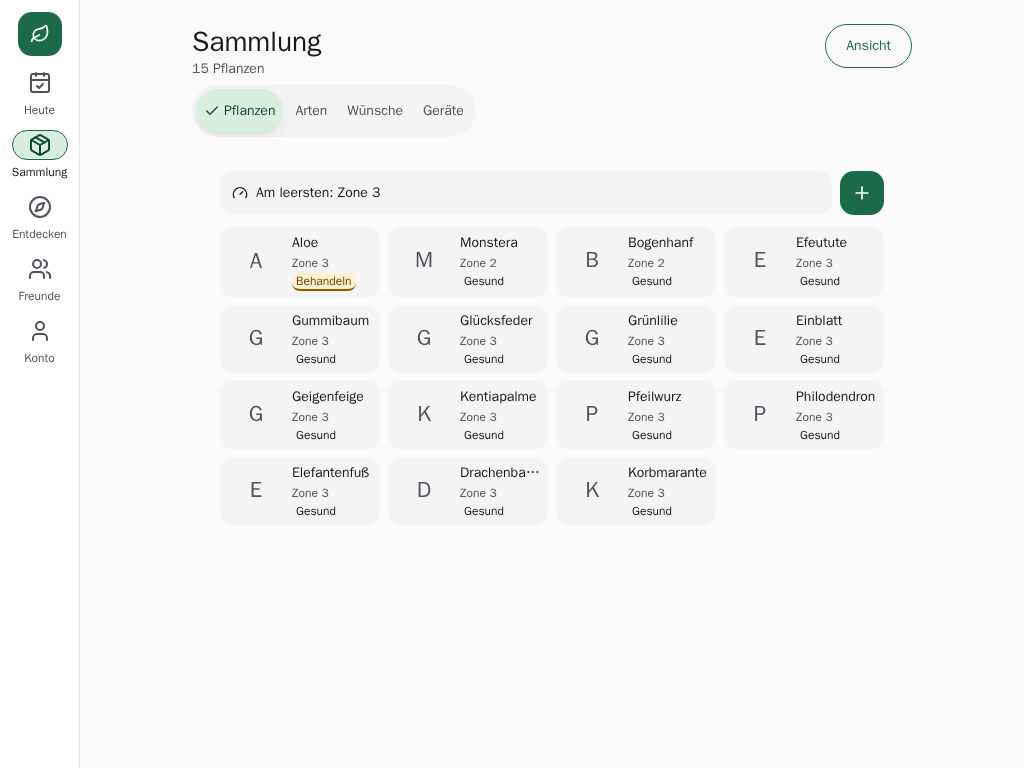 Heute
Sammlung
Entdecken
Freunde
Konto
Sammlung
15 Pflanzen
Ansicht
Pflanzen
Arten
Wünsche
Geräte
Am leersten: Zone 3
A
Aloe
Zone 3
Behandeln
M
Monstera
Zone 2
Gesund
B
Bogenhanf
Zone 2
Gesund
E
Efeutute
Zone 3
Gesund
G
Gummibaum
Zone 3
Gesund
G
Glücksfeder
Zone 3
Gesund
G
Grünlilie
Zone 3
Gesund
E
Einblatt
Zone 3
Gesund
G
Geigenfeige
Zone 3
Gesund
K
Kentiapalme
Zone 3
Gesund
P
Pfeilwurz
Zone 3
Gesund
P
Philodendron
Zone 3
Gesund
E
Elefantenfuß
Zone 3
Gesund
D
Drachenba…
Zone 3
Gesund
K
Korbmarante
Zone 3
Gesund